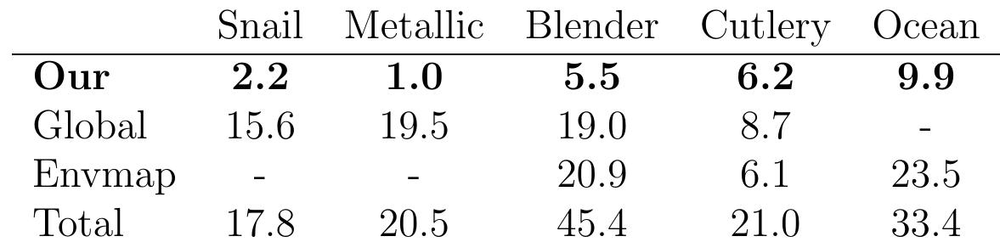 Snail Metallic Blender Cutlery Ocean
Our 2.2 1.0 5.5 6.2 9.9
Global 15.6 19.5 19.0 8.7 -
Envmap - - 20.9 6.1 23.5
Total 17.8 20.5 45.4 21.0 33.4